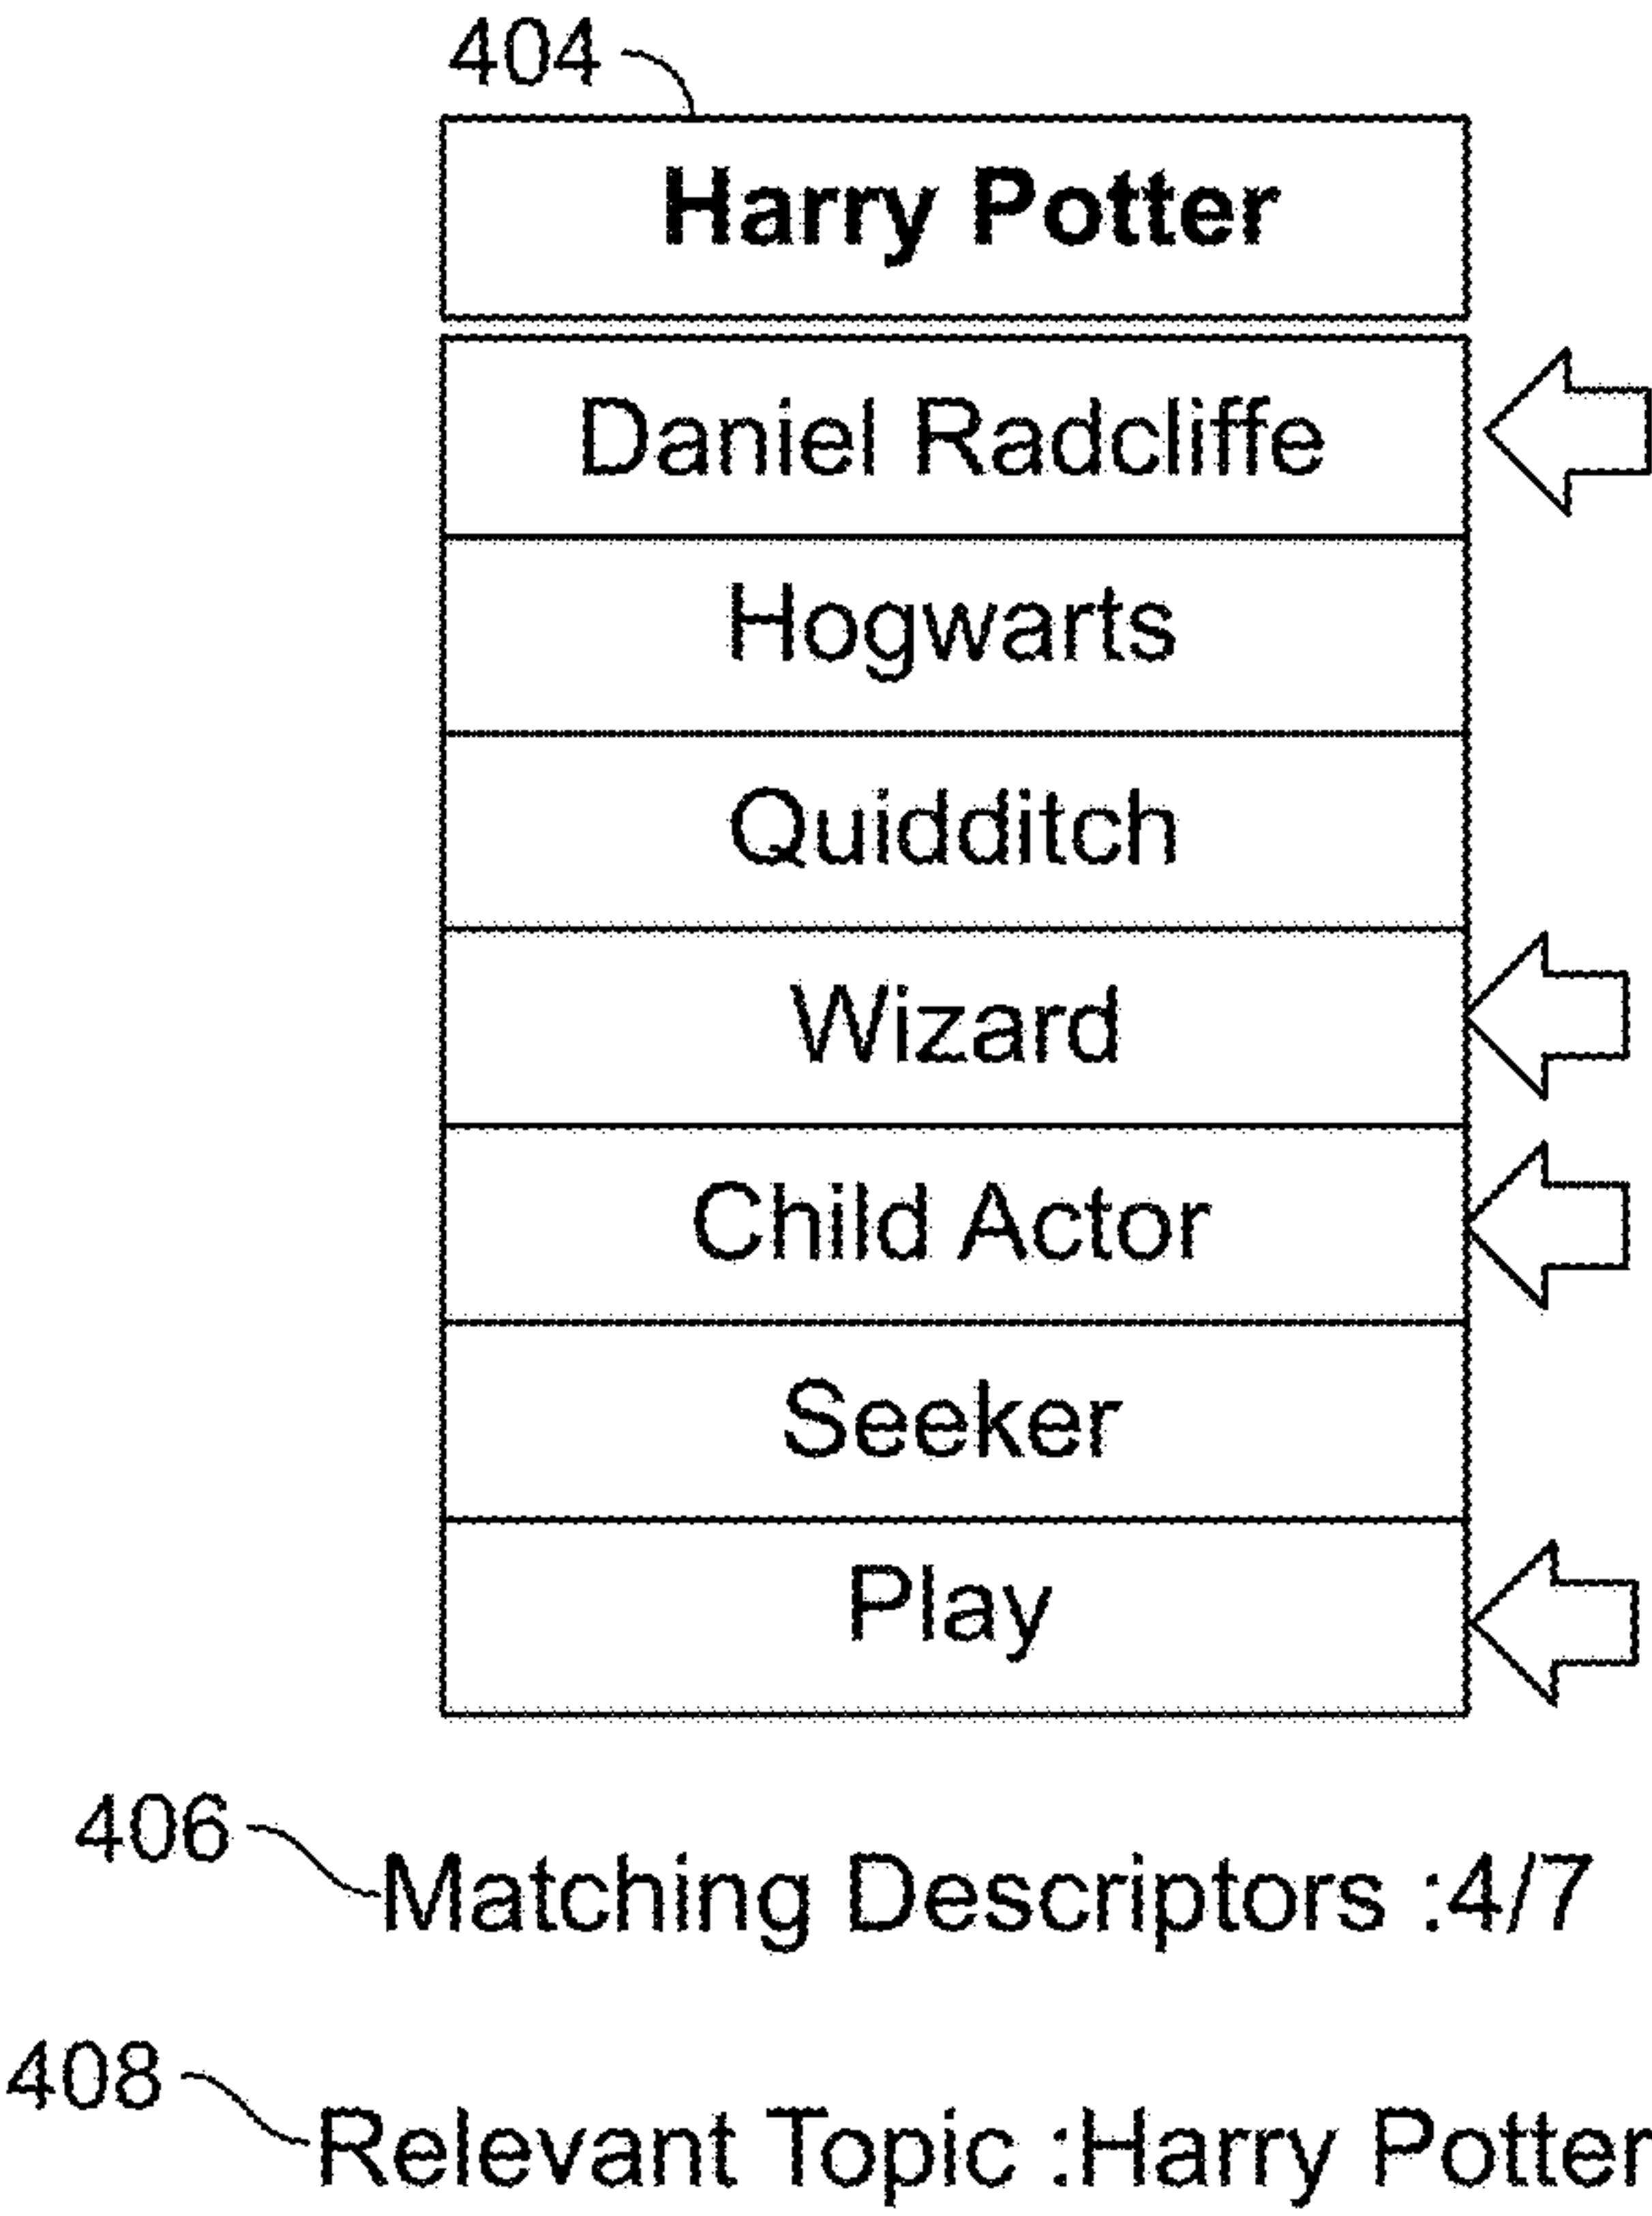 404
Harry Potter
Daniel Radcliffe
Hogwarts
Quidditch
Wizard
Child Actor
Seeker
Play
406
Matching Descriptors :4/7
408
Relevant Topic :Harry Potter